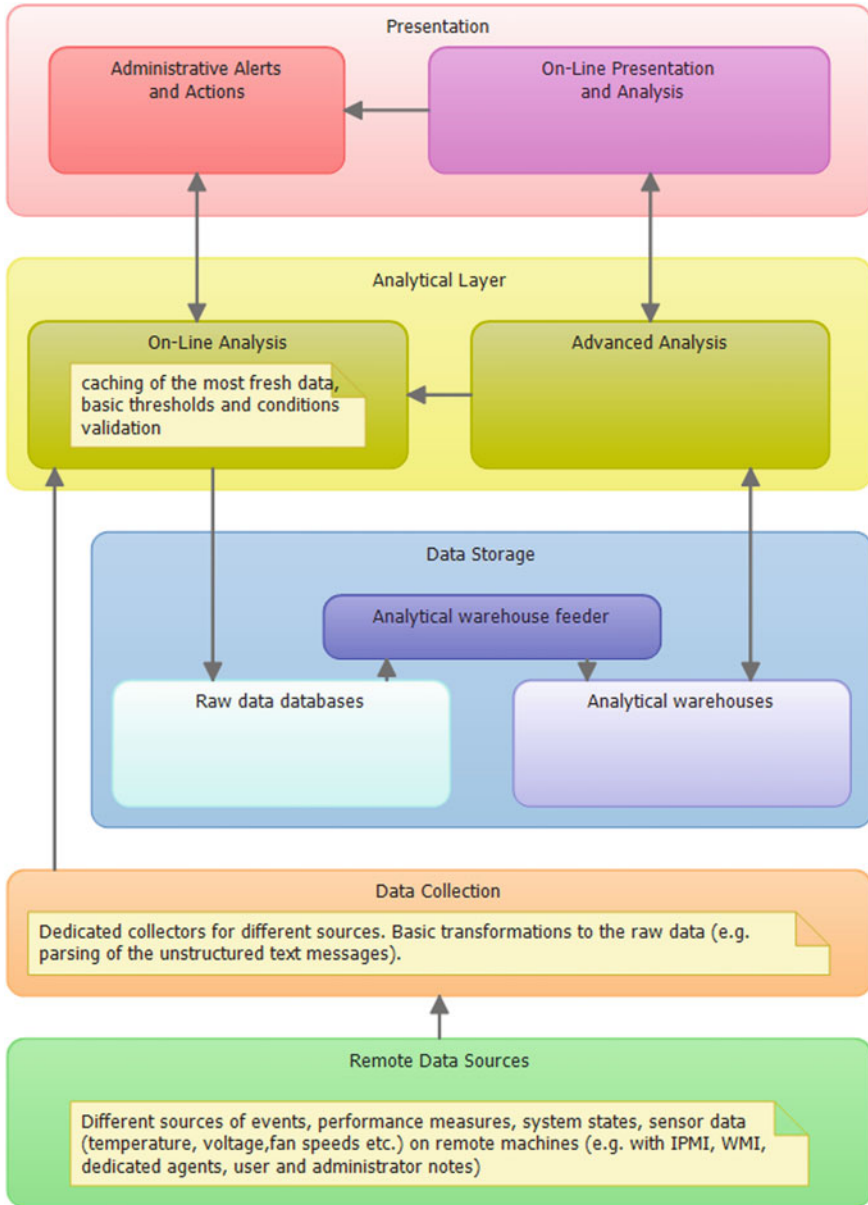 Presentation
Administrative Alerts
and Actions
On-Line Presentation
and Analysis
Analytical Layer
On-Line Analysis
caching of the most fresh data,
basic thresholds and conditions
validation
Advanced Analysis
Data Storage
Analytical warehouse feeder
Raw data databases
Analytical warehouses
Data Collection
Dedicated collectors for different sources. Basic transformations to the raw data (e.g.
parsing of the unstructured text messages).
Remote Data Sources
Different sources of events, performance measures, system states, sensor data
(temperature, voltage,fan speeds etc.) on remote machines (e.g. with IPMI, WMI,
dedicated agents, user and administrator notes)